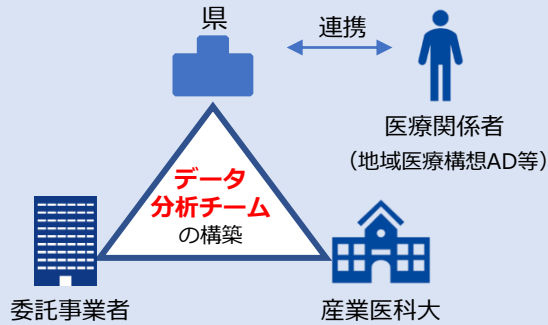 県
連携
医療関係者
（地域医療構想AD等）
データ
分析チーム
の構築
委託事業者
産業医科大